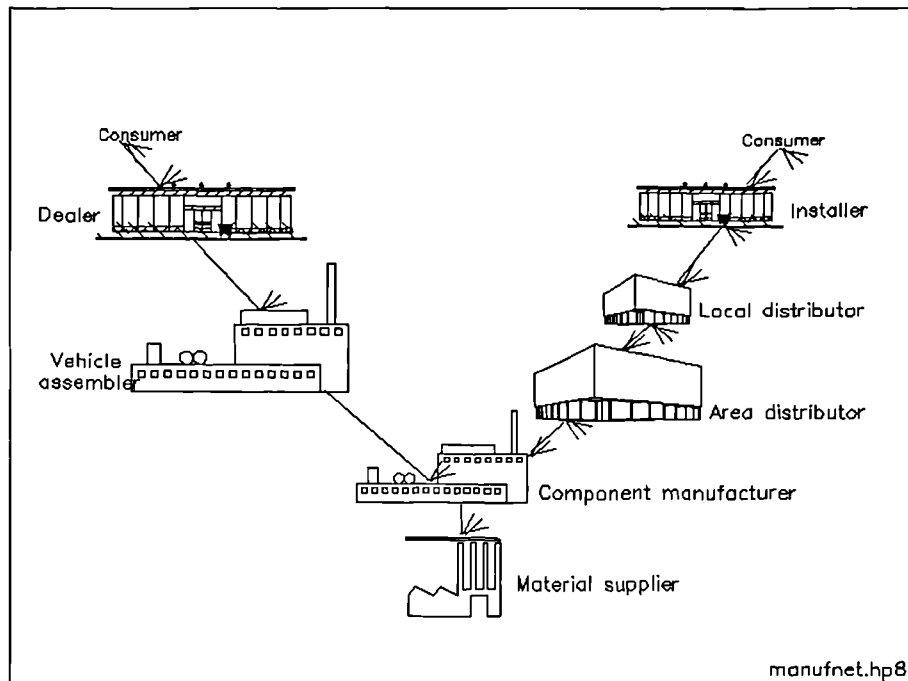 Consumer
Consumer
Dealer
Installer
Local distributor
Vehicle
assembler
Area distributor
Component manufacturer
Material supplier
manufnet.hp8